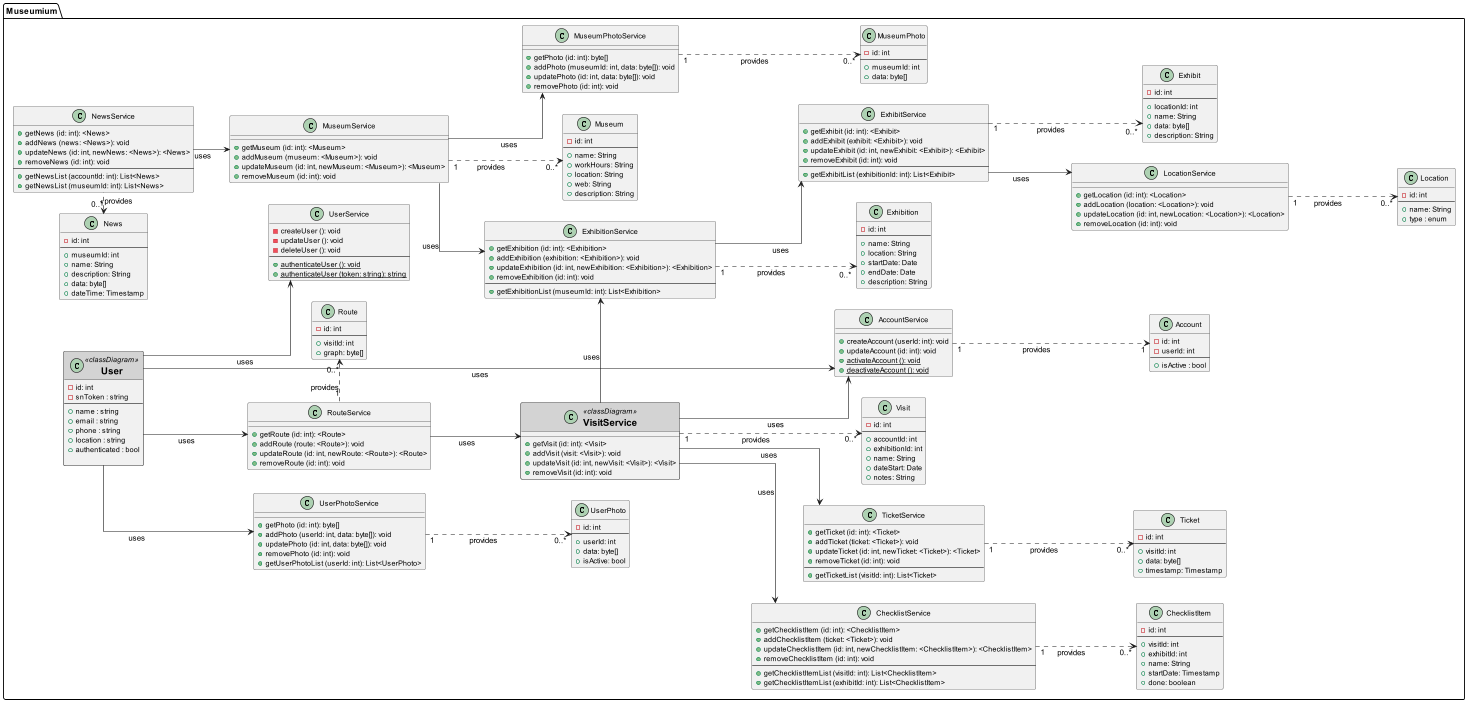 Museumium
MuseumPhotoService
getPhoto (id: int): byte[]
addPhoto (museumId: int, data: byte[]): void
updatePhoto (id: int, data: byte[]): void
removePhoto (id: int): void
1
provides
0..*
MuseumPhoto
id: int
museumId: int
data: byte[]
NewsService
getNews (id: int): <News>
addNews (news: <News>): void
updateNews (id: int, newNews: <News>): <News>
removeNews (id: int): void
getNewsList (accountId: int): List<News>
getNewsList (museumId: int): List<News>
uses
MuseumService
getMuseum (id: int): <Museum>
addMuseum (museum: <Museum>): void
updateMuseum (id: int, newMuseum: <Museum>): <Museum>
removeMuseum (id: int): void
uses
1
provides
0..*
Museum
id: int
name: String
workHours: String
location: String
web: String
description: String
ExhibitService
getExhibit (id: int): <Exhibit>
addExhibit (exhibit: <Exhibit>): void
updateExhibit (id: int, newExhibit: <Exhibit>): <Exhibit>
removeExhibit (id: int): void
getExhibitList (exhibitionId: int): List<Exhibit>
1
provides
0..*
Exhibit
id: int
locationId: int
name: String
data: byte[]
description: String
uses
LocationService
getLocation (id: int): <Location>
addLocation (location: <Location>): void
updateLocation (id: int, newLocation: <Location>): <Location>
removeLocation (id: int): void
1
provides
0..*
Location
id: int
name: String
type : enum
provides
News
id: int
museumId: int
name: String
description: String
data: byte[]
dateTime: Timestamp
UserService
createUser (): void
updateUser (): void
deleteUser (): void
authenticateUser (): void
authenticateUser (token: string): string
uses
ExhibitionService
getExhibition (id: int): <Exhibition>
addExhibition (exhibition: <Exhibition>): void
updateExhibition (id: int, newExhibition: <Exhibition>): <Exhibition>
removeExhibition (id: int): void
getExhibitionList (museumId: int): List<Exhibition>
uses
1
provides
0..*
Exhibition
id: int
name: String
location: String
startDate: Date
endDate: Date
description: String
Route
id: int
visitId: int
graph: byte[]
0..*
provides
1
uses
AccountService
createAccount (userId: int): void
updateAccount (id: int): void
activateAccount (): void
deactivateAccount (): void
1
provides
1
Account
id: int
userId: int
isActive : bool
«classDiagram»
User
id: int
snToken : string
name : string
email : string
phone : string
location : string
authenticated : bool
uses
uses
uses
RouteService
getRoute (id: int): <Route>
addRoute (route: <Route>): void
updateRoute (id: int, newRoute: <Route>): <Route>
removeRoute (id: int): void
uses
«classDiagram»
VisitService
getVisit (id: int): <Visit>
addVisit (visit: <Visit>): void
updateVisit (id: int, newVisit: <Visit>): <Visit>
removeVisit (id: int): void
uses
1
provides
0..*
Visit
id: int
accountId: int
exhibitionId: int
name: String
dateStart: Date
notes: String
uses
uses
uses
UserPhotoService
getPhoto (id: int): byte[]
addPhoto (userId: int, data: byte[]): void
updatePhoto (id: int, data: byte[]): void
removePhoto (id: int): void
getUserPhotoList (userId: int): List<UserPhoto>
1
provides
0..*
UserPhoto
id: int
userId: int
data: byte[]
isActive: bool
TicketService
getTicket (id: int): <Ticket>
addTicket (ticket: <Ticket>): void
updateTicket (id: int, newTicket: <Ticket>): <Ticket>
removeTicket (id: int): void
getTicketList (visitId: int): List<Ticket>
1
provides
0..*
Ticket
id: int
visitId: int
data: byte[]
timestamp: Timestamp
ChecklistService
getChecklistItem (id: int): <ChecklistItem>
addChecklistItem (ticket: <Ticket>): void
updateChecklistItem (id: int, newChecklistItem: <ChecklistItem>): <ChecklistItem>
removeChecklistItem (id: int): void
getChecklistItemList (visitId: int): List<ChecklistItem>
getChecklistItemList (exhibitId: int): List<ChecklistItem>
1
provides
0..*
ChecklistItem
id: int
visitId: int
exhibitId: int
name: String
startDate: Timestamp
done: boolean